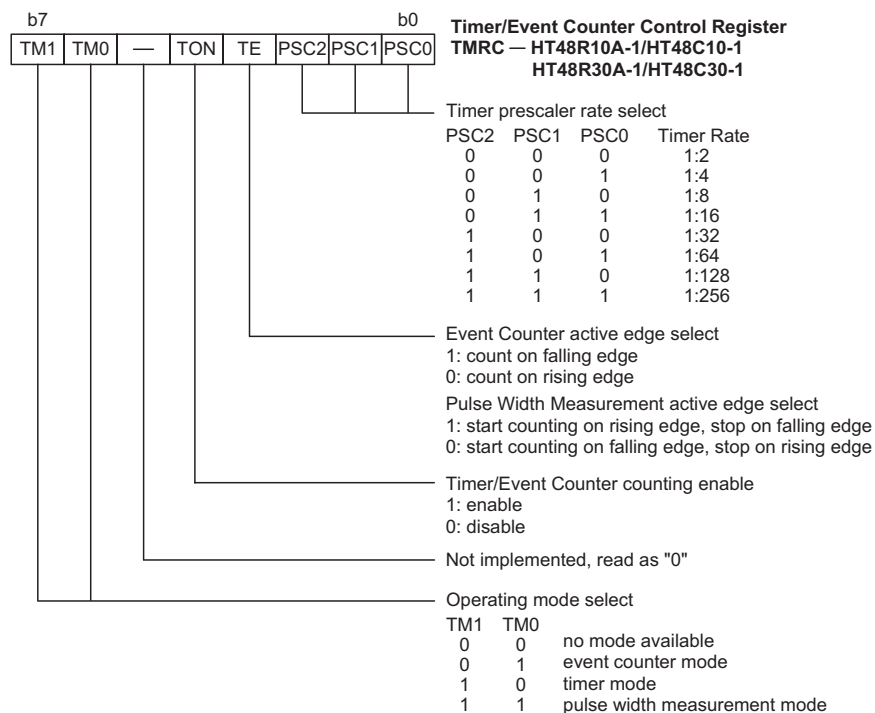 b7 b0
TM1 TM0 — TON TE PSC2 PSC1 PSC0
Timer/Event Counter Control Register
TMRC — HT48R10A-1/HT48C10-1
HT48R30A-1/HT48C30-1
Timer prescaler rate select
PSC2 PSC1 PSC0 Timer Rate
0 0 0 1:2
0 0 1 1:4
0 1 0 1:8
0 1 1 1:16
1 0 0 1:32
1 0 1 1:64
1 1 0 1:128
1 1 1 1:256
Event Counter active edge select
1: count on falling edge
0: count on rising edge
Pulse Width Measurement active edge select
1: start counting on rising edge, stop on falling edge
0: start counting on falling edge, stop on rising edge
Timer/Event Counter counting enable
1: enable
0: disable
Not implemented, read as "0"
Operating mode select
TM1 TM0
0 0 no mode available
0 1 event counter mode
1 0 timer mode
1 1 pulse width measurement mode